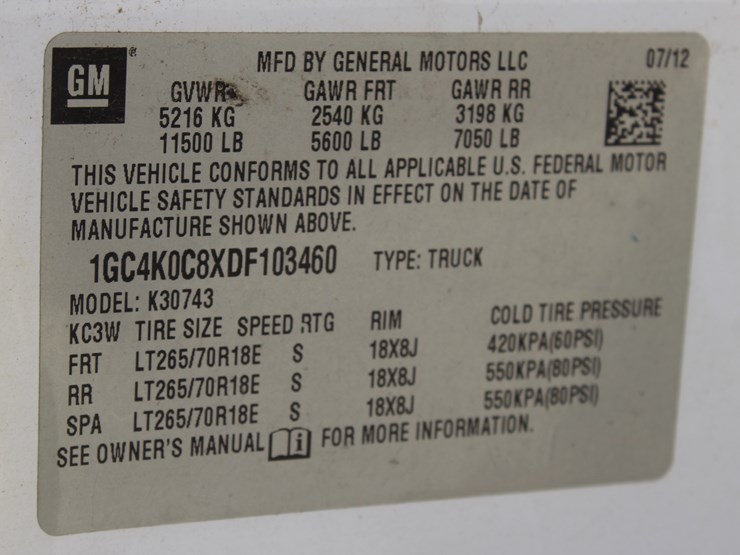 GM ® MFD BY GENERAL MOTORS LLC 07/12
GVWR GAWR FRT GAWR RR
5216 KG 2540 KG 3198 KG
11500 LB 5600 LB 7050 LB
THIS VEHICLE CONFORMS TO ALL APPLICABLE U.S. FEDERAL MOTOR
VEHICLE SAFETY STANDARDS IN EFFECT ON THE DATE OF
MANUFACTURE SHOWN ABOVE.
1GC4K0C8XDF103460 TYPE: TRUCK
MODEL: K30743
KC3W TIRE SIZE SPEED RTG RIM COLD TIRE PRESSURE
FRT LT265/70R18E S 18X8J 420KPA(60PSI)
RR LT265/70R18E S 18X8J 550KPA(80PSI)
SPA LT265/70R18E S 18X8J 550KPA(80PSI)
SEE OWNER'S MANUAL i FOR MORE INFORMATION.